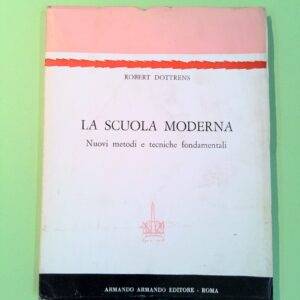 ROBERT DOTTRENS
LA SCUOLA MODERNA
Nuovi metodi e tecniche fondamentali
ARMANDO ARMANDO EDITORE - ROMA